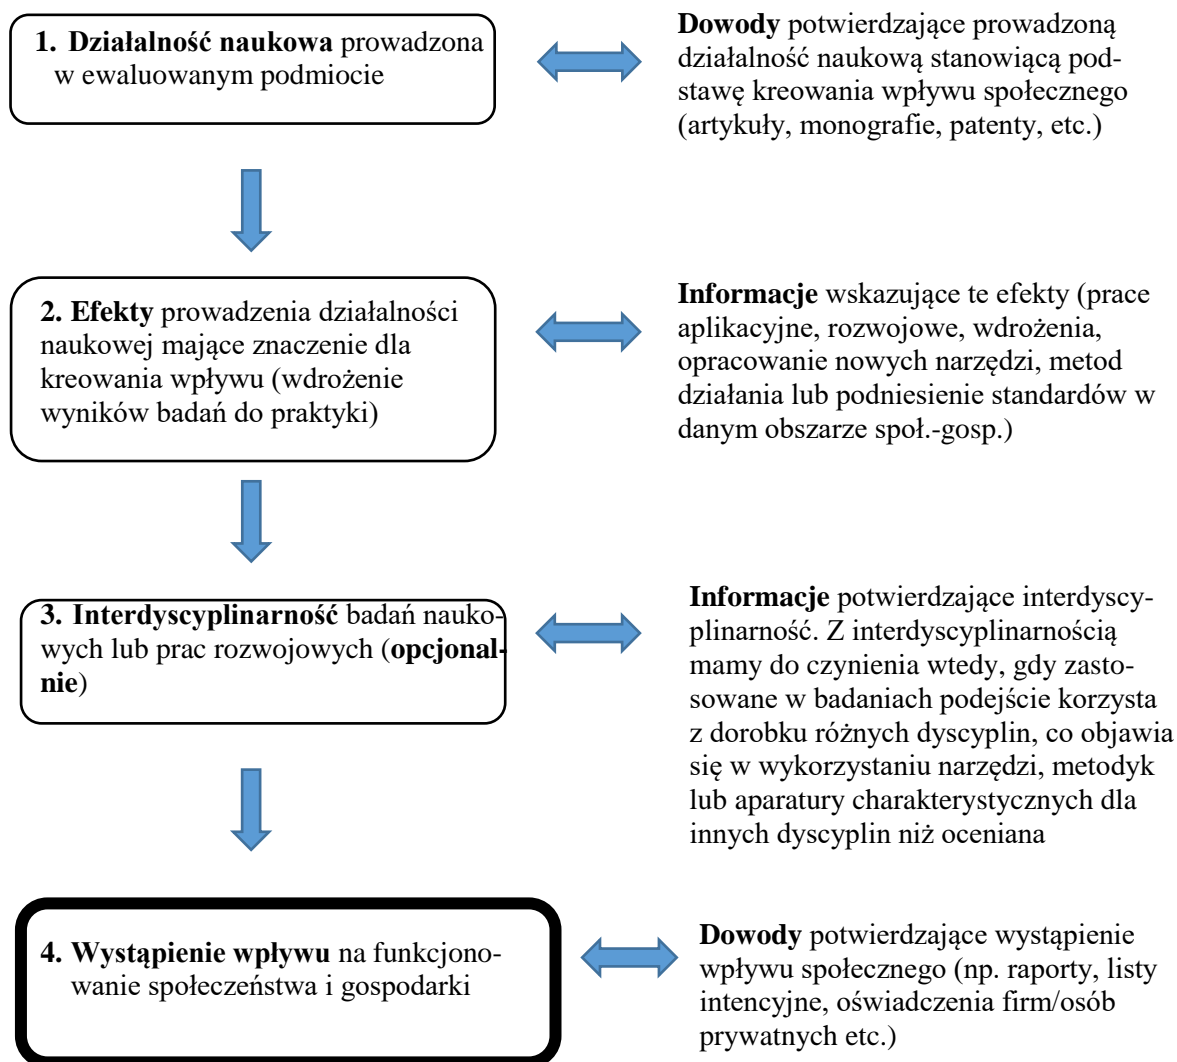 1. Działalność naukowa prowadzona
w ewaluowanym podmiocie
Dowody potwierdzające prowadzoną
działalność naukową stanowiącą pod-
stawę kreowania wpływu społecznego
(artykuły, monografie, patenty, etc.)
2. Efekty prowadzenia działalności
naukowej mające znaczenie dla
kreowania wpływu (wdrożenie
wyników badań do praktyki)
Informacje wskazujące te efekty (prace
aplikacyjne, rozwojowe, wdrożenia,
opracowanie nowych narzędzi, metod
działania lub podniesienie standardów w
danym obszarze społ.-gosp.)
3. Interdyscyplinarność badań nauko-
wych lub prac rozwojowych (opcjonal-
nie)
Informacje potwierdzające interdyscy-
plinarność. Z interdyscyplinarnością
mamy do czynienia wtedy, gdy zasto-
sowane w badaniach podejście korzysta
z dorobku różnych dyscyplin, co objawia
się w wykorzystaniu narzędzi, metodyk
lub aparatury charakterystycznych dla
innych dyscyplin niż oceniana
4. Wystąpienie wpływu na funkcjono-
wanie społeczeństwa i gospodarki
Dowody potwierdzające wystąpienie
wpływu społecznego (np. raporty, listy
intencyjne, oświadczenia firm/osób
prywatnych etc.)